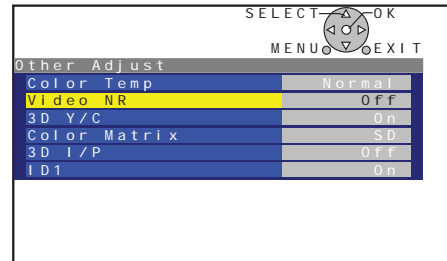 SELECT OK
MENU EXIT
Other Adjust
Color Temp Normal
Video NR Off
3D Y/C On
Color Matrix SD
3D I/P Off
ID1 On